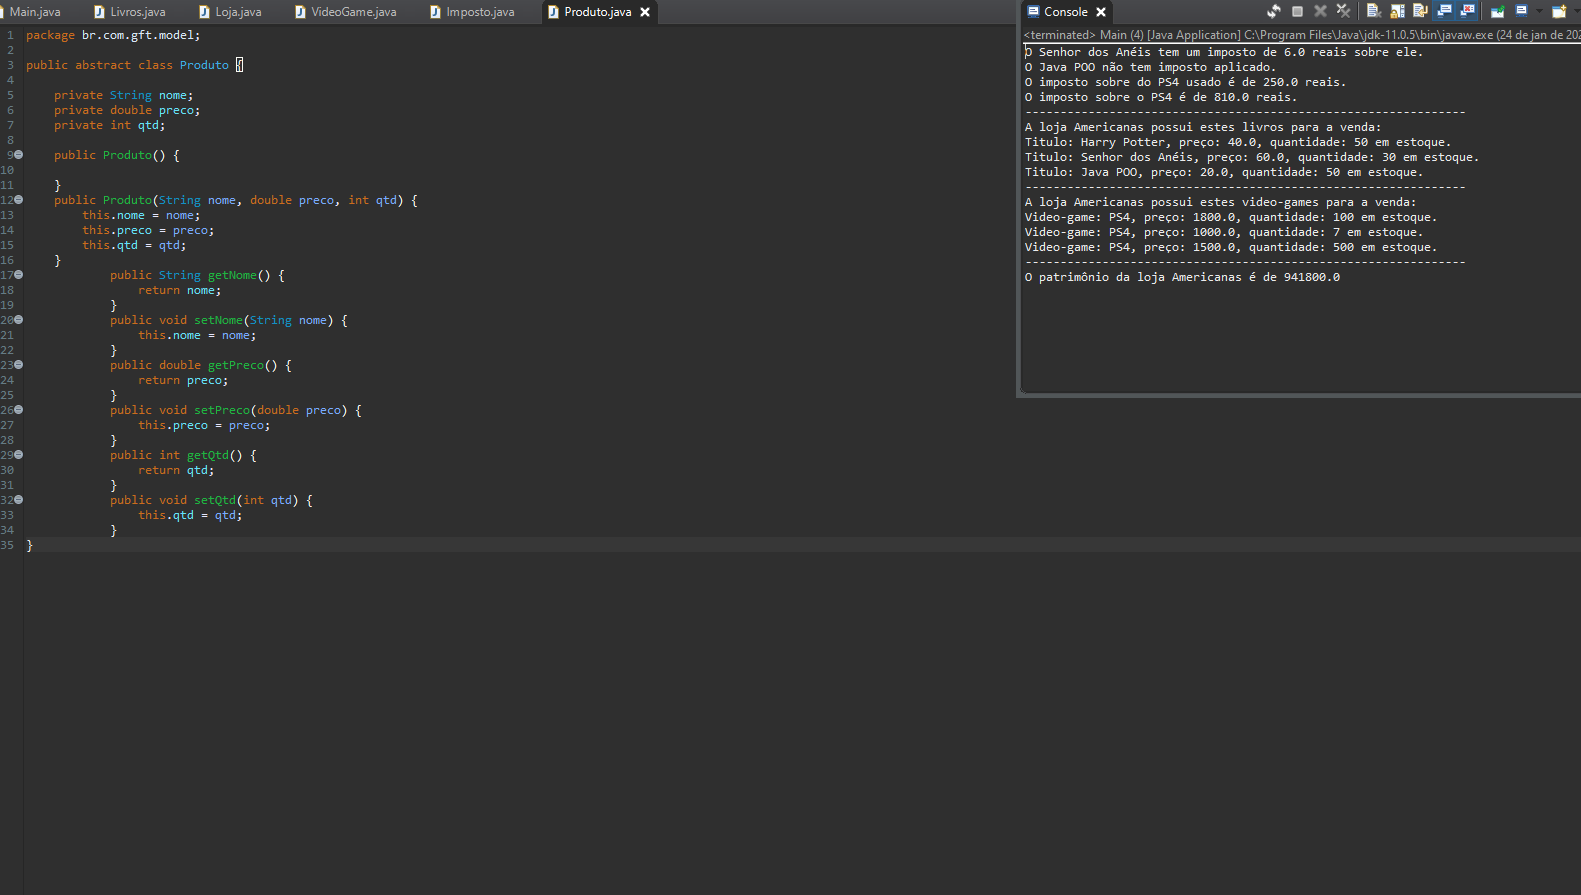 Main.java Livros.java Loja.java VideoGame.java Imposto.java Produto.java
1 package br.com.gft.model;
2
3 public abstract class Produto {
4
5 private String nome;
6 private double preco;
7 private int qtd;
8
9 public Produto() {
10
11 }
12 public Produto(String nome, double preco, int qtd) {
13 this.nome = nome;
14 this.preco = preco;
15 this.qtd = qtd;
16 }
17 public String getNome() {
18 return nome;
19 }
20 public void setNome(String nome) {
21 this.nome = nome;
22 }
23 public double getPreco() {
24 return preco;
25 }
26 public void setPreco(double preco) {
27 this.preco = preco;
28 }
29 public int getQtd() {
30 return qtd;
31 }
32 public void setQtd(int qtd) {
33 this.qtd = qtd;
34 }
35 }
Console
<terminated> Main (4) [Java Application] C:\Program Files\Java\jdk-11.0.5\bin\javaw.exe (24 de jan de 202
O Senhor dos Anéis tem um imposto de 6.0 reais sobre ele.
O Java POO não tem imposto aplicado.
O imposto sobre do PS4 usado é de 250.0 reais.
O imposto sobre o PS4 é de 810.0 reais.
---------------------------------------------------------------
A loja Americanas possui estes livros para a venda:
Titulo: Harry Potter, preço: 40.0, quantidade: 50 em estoque.
Titulo: Senhor dos Anéis, preço: 60.0, quantidade: 30 em estoque.
Titulo: Java POO, preço: 20.0, quantidade: 50 em estoque.
---------------------------------------------------------------
A loja Americanas possui estes video-games para a venda:
Video-game: PS4, preço: 1800.0, quantidade: 100 em estoque.
Video-game: PS4, preço: 1000.0, quantidade: 7 em estoque.
Video-game: PS4, preço: 1500.0, quantidade: 500 em estoque.
---------------------------------------------------------------
O patrimônio da loja Americanas é de 941800.0